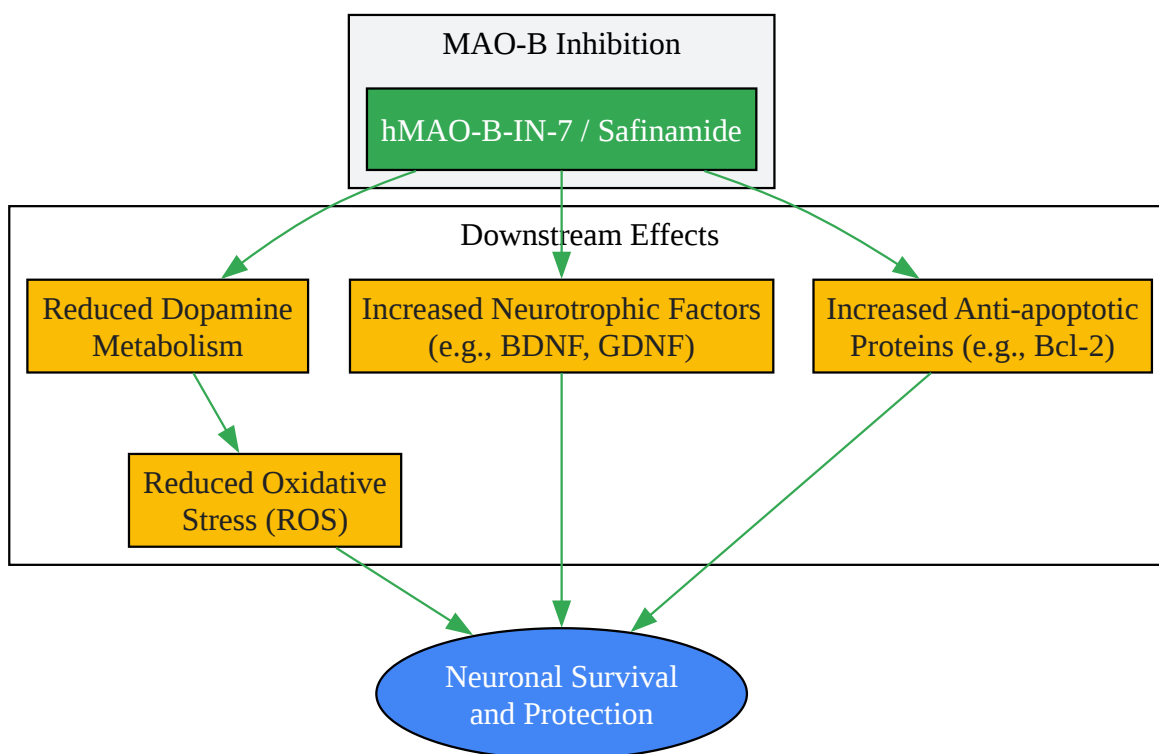 MAO-B Inhibition
hMAO-B-IN-7 / Safinamide
Downstream Effects
Reduced Dopamine
Metabolism
Increased Neurotrophic Factors
(e.g., BDNF, GDNF)
Increased Anti-apoptotic
Proteins (e.g., Bcl-2)
Reduced Oxidative
Stress (ROS)
Neuronal Survival
and Protection